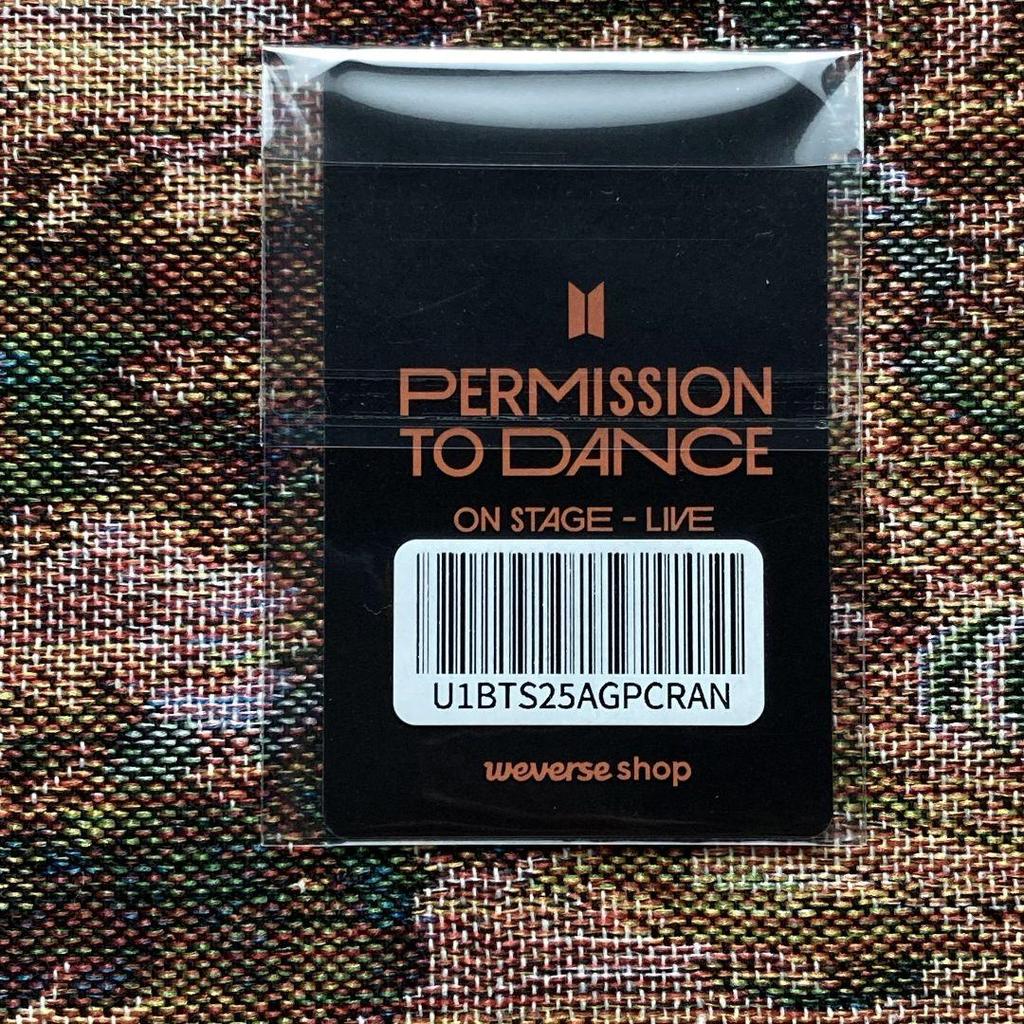 PERMISSION
TO DANCE
ON STAGE - LIVE
U1BTS25AGPCRAN
weverse shop